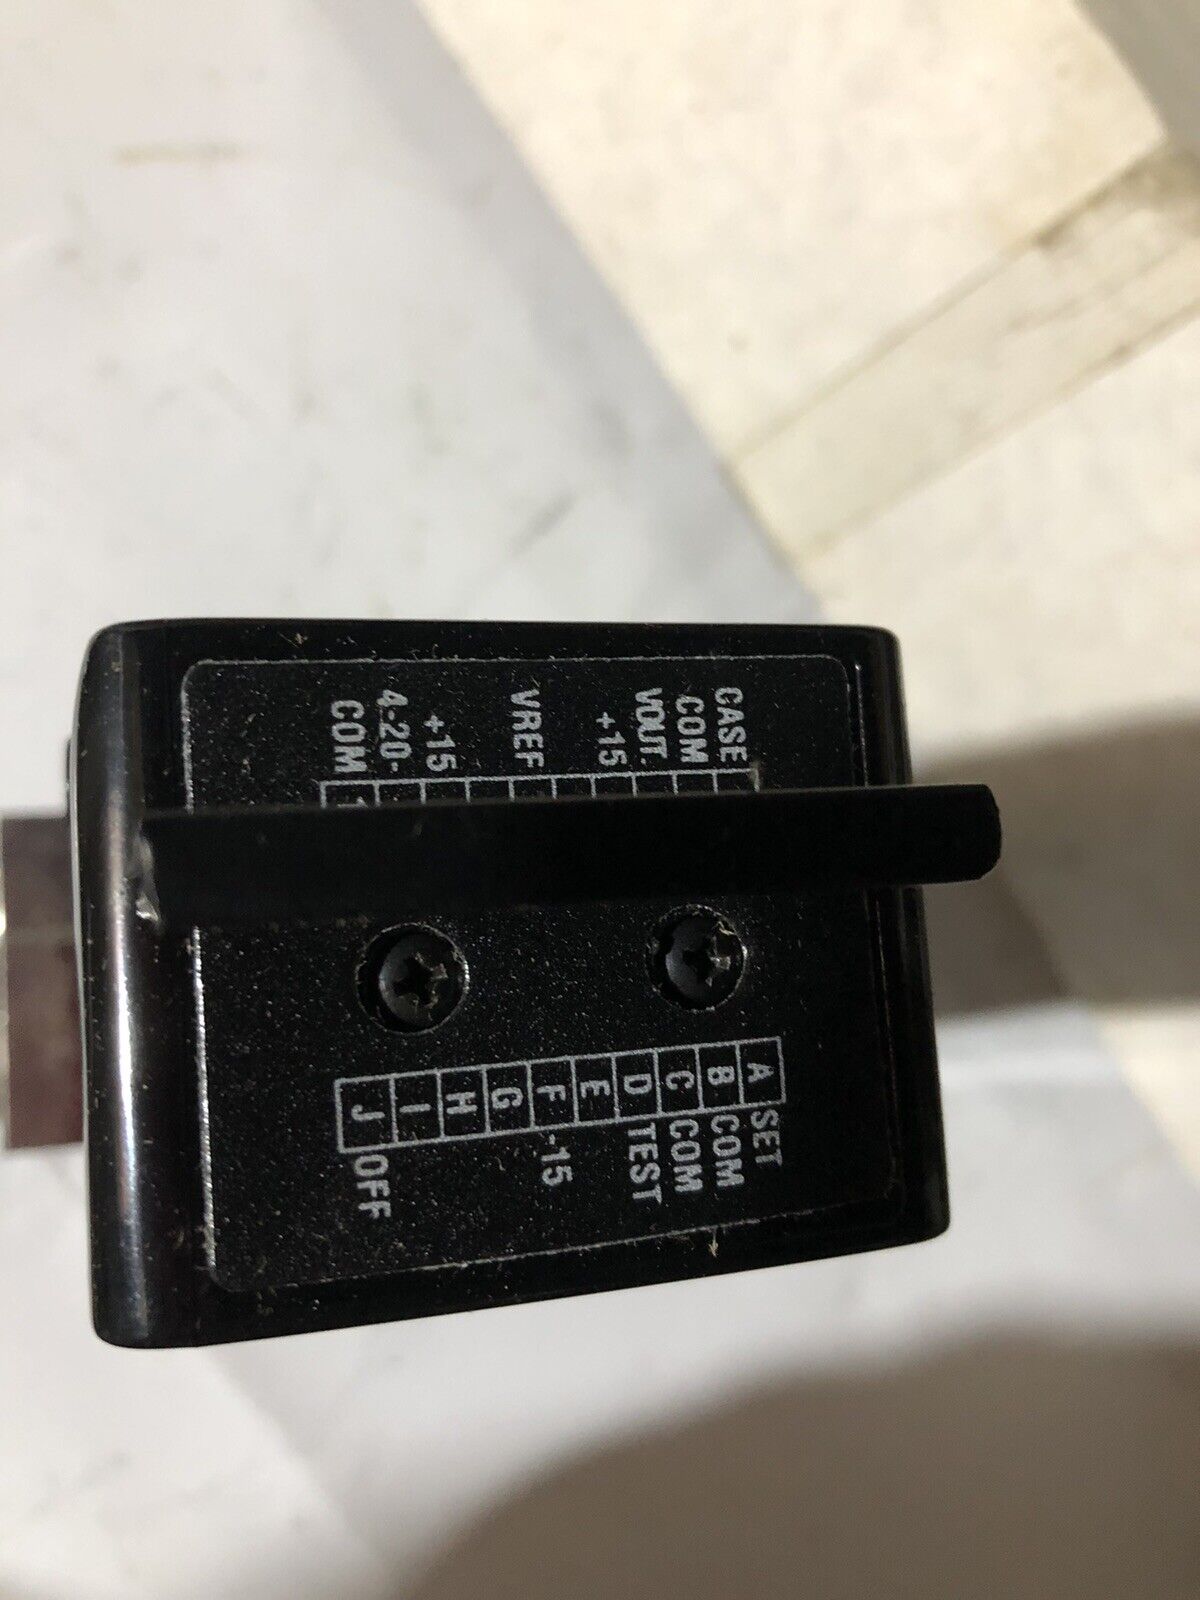 CASE
COM
VOUT.
+15
VREF
+15
4-20-
COM
A SET
B COM
C COM
D TEST
E
F -15
G
H
I
J OFF